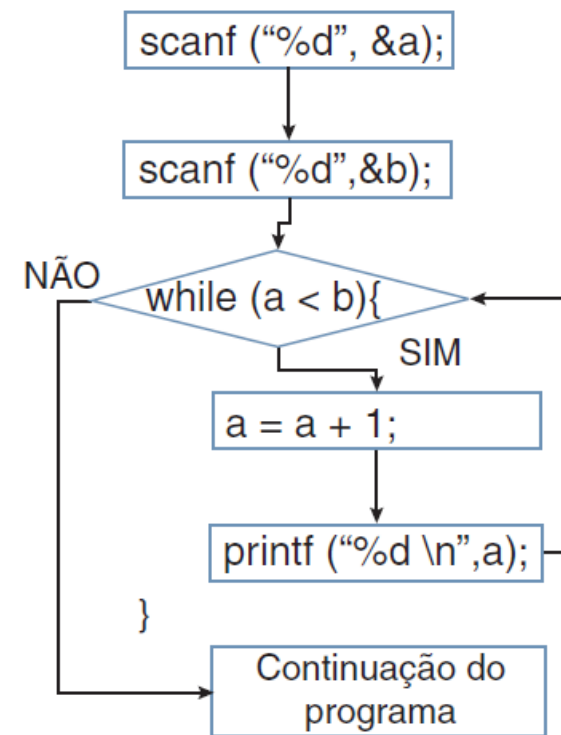 scanf (“%d”, &a);
scanf (“%d”,&b);
NÃO
while (a < b){
SIM
a = a + 1;
printf (“%d \n”,a);
}
Continuação do
programa